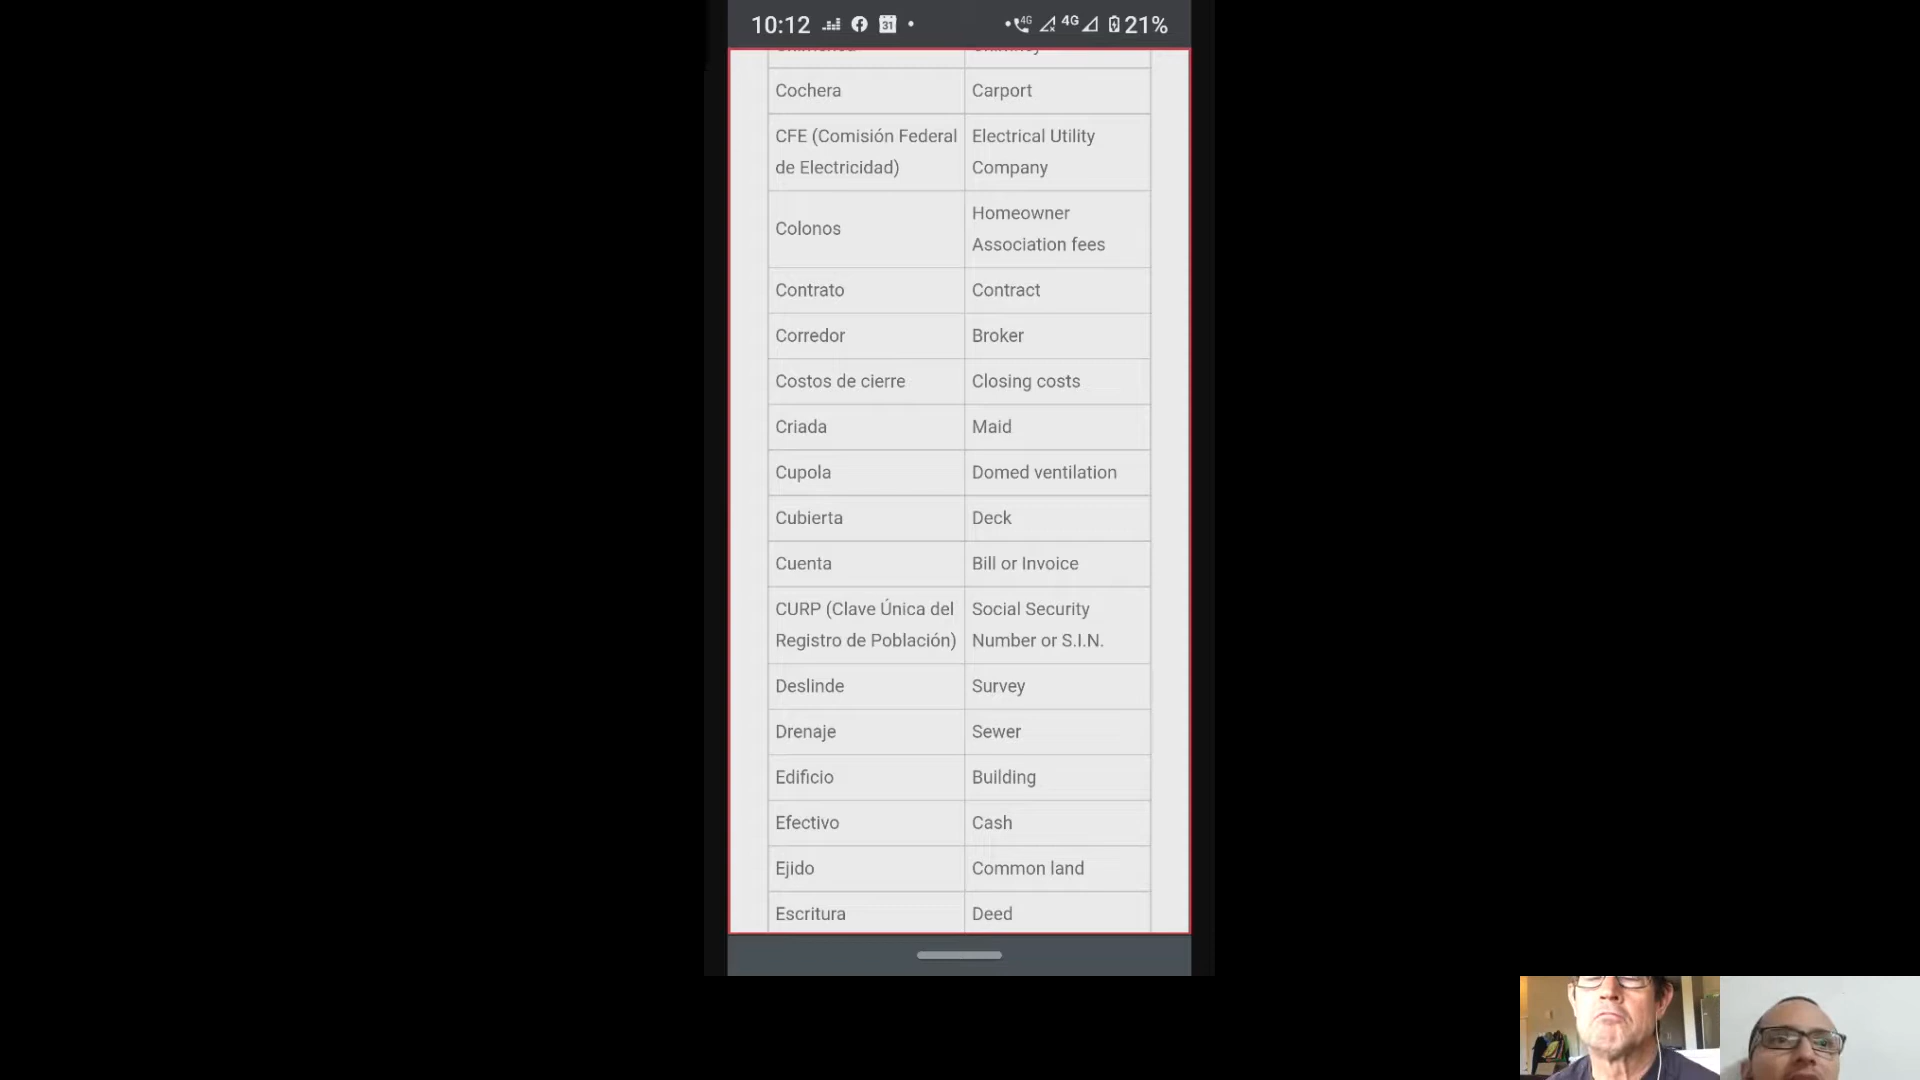 10:12 31 4G 4G 21%
Cochera Carport
CFE (Comisión Federal Electrical Utility
de Electricidad) Company
Homeowner
Colonos
Association fees
Contrato Contract
Corredor Broker
Costos de cierre Closing costs
Criada Maid
Cupola Domed ventilation
Cubierta Deck
Cuenta Bill or Invoice
CURP (Clave Única del Social Security
Registro de Población) Number or S.I.N.
Deslinde Survey
Drenaje Sewer
Edificio Building
Efectivo Cash
Ejido Common land
Escritura Deed